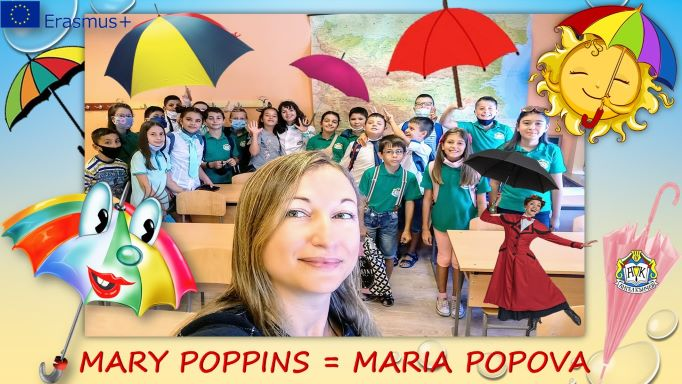 Erasmus+
MARY POPPINS = MARIA POPOVA